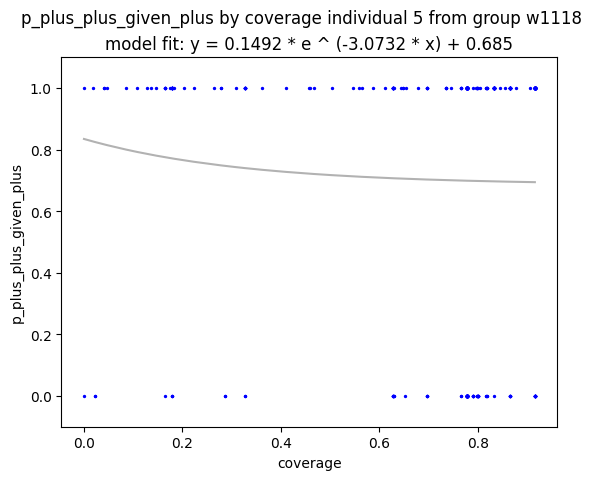 p_plus_plus_given_plus by coverage individual 5 from group w1118
model fit: y = 0.1492 * e ^ (-3.0732 * x) + 0.685
p_plus_plus_given_plus
1.0
0.8
0.6
0.4
0.2
0.0
0.0 0.2 0.4 0.6 0.8
coverage